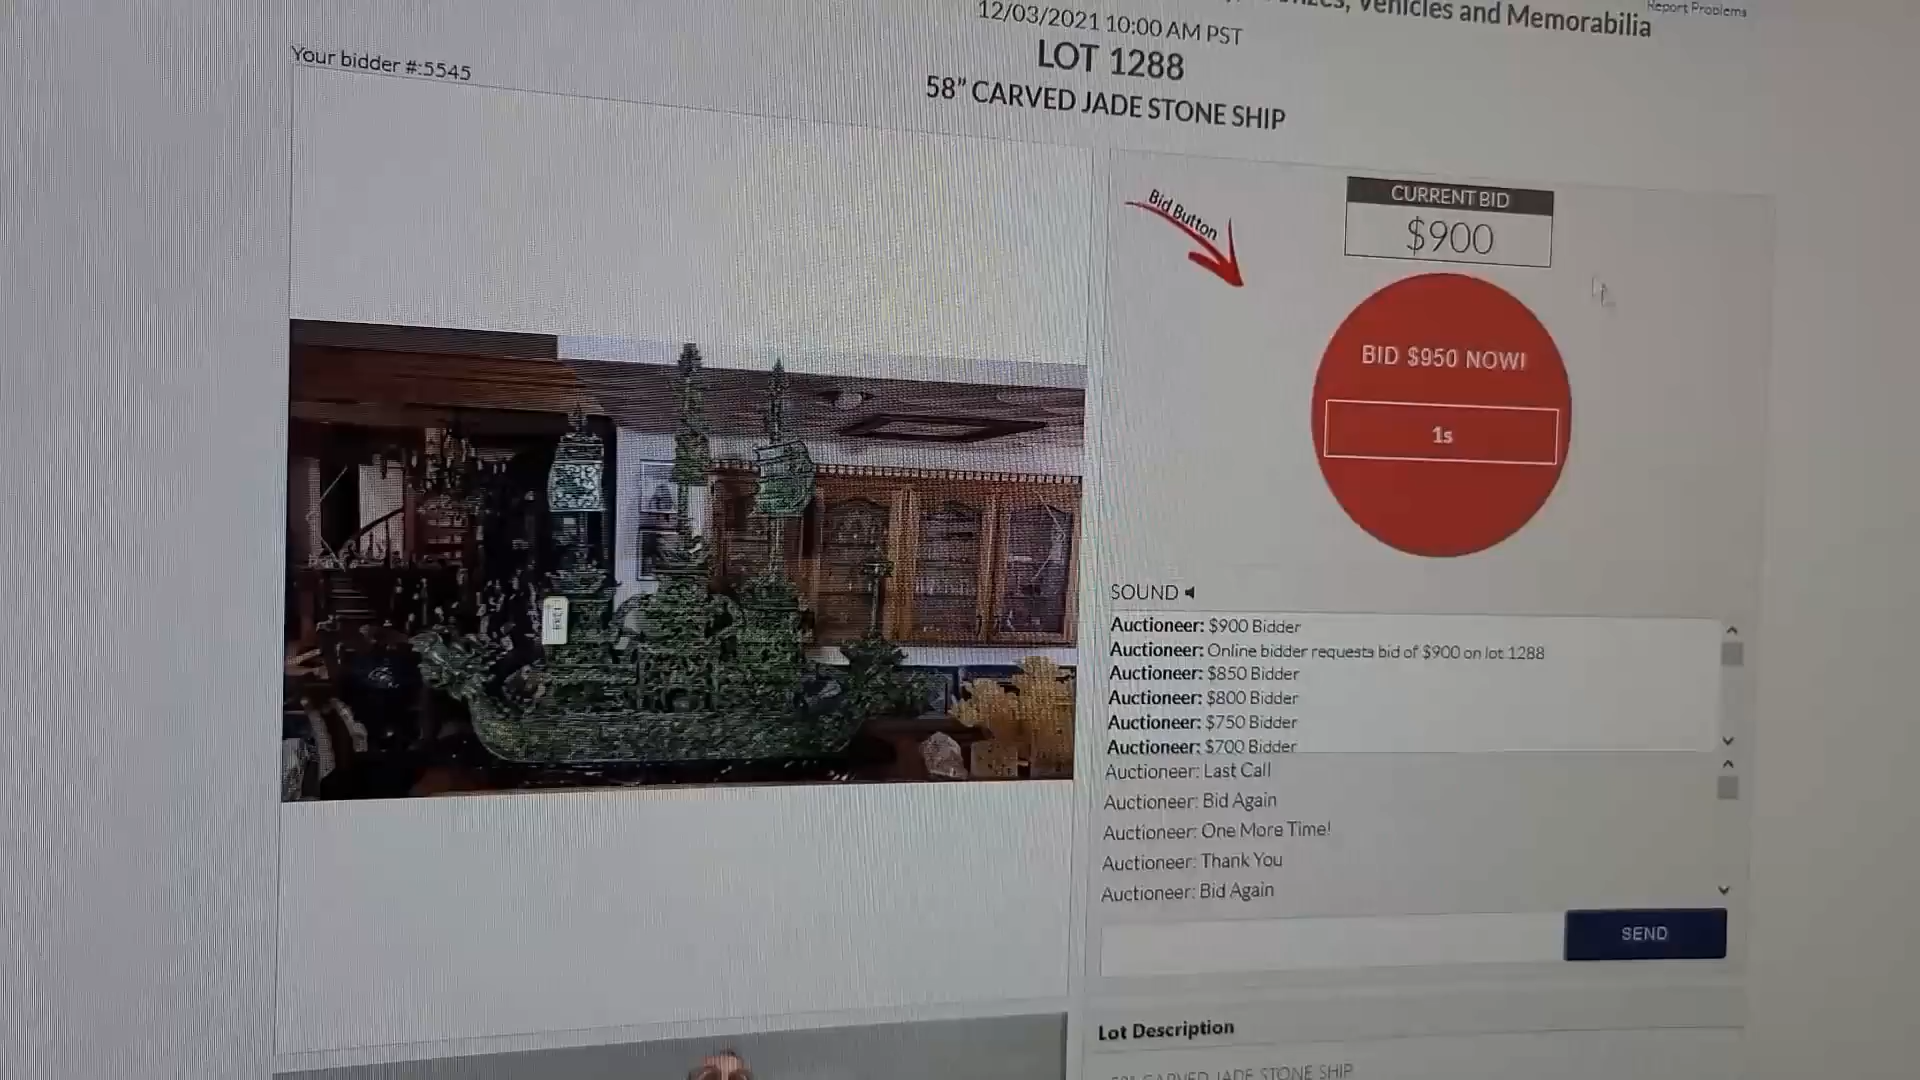 Vehicles and Memorabilia
Report Problems
12/03/2021 10:00 AM PST
Your bidder #:5545
LOT 1288
58" CARVED JADE STONE SHIP
Bid Button
CURRENT BID
$900
BID $950 NOW!
1s
SOUND
Auctioneer: $900 Bidder
Auctioneer: Online bidder requests bid of $900 on lot 1288
Auctioneer: $850 Bidder
Auctioneer: $800 Bidder
Auctioneer: $750 Bidder
Auctioneer: $700 Bidder
Auctioneer: Last Call
Auctioneer: Bid Again
Auctioneer: One More Time!
Auctioneer: Thank You
Auctioneer: Bid Again
SEND
Lot Description
58" CARVED JADE STONE SHIP